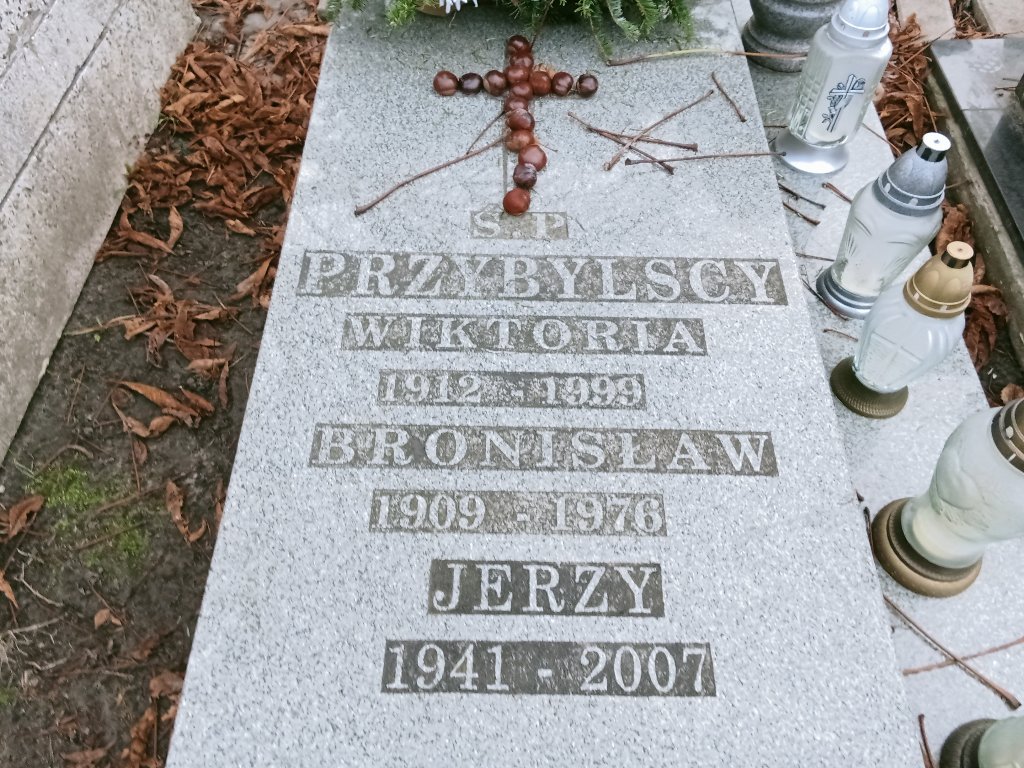 S P
PRZYBYLSCY
WIKTORIA
1912 - 1999
BRONISŁAW
1909 - 1976
JERZY
1941 - 2007